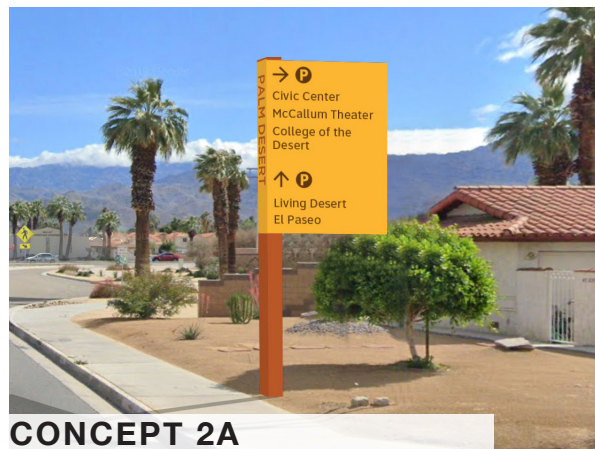 PALM DESERT
→ P
Civic Center
McCallum Theater
College of the
Desert
↑ P
Living Desert
El Paseo
CONCEPT 2A